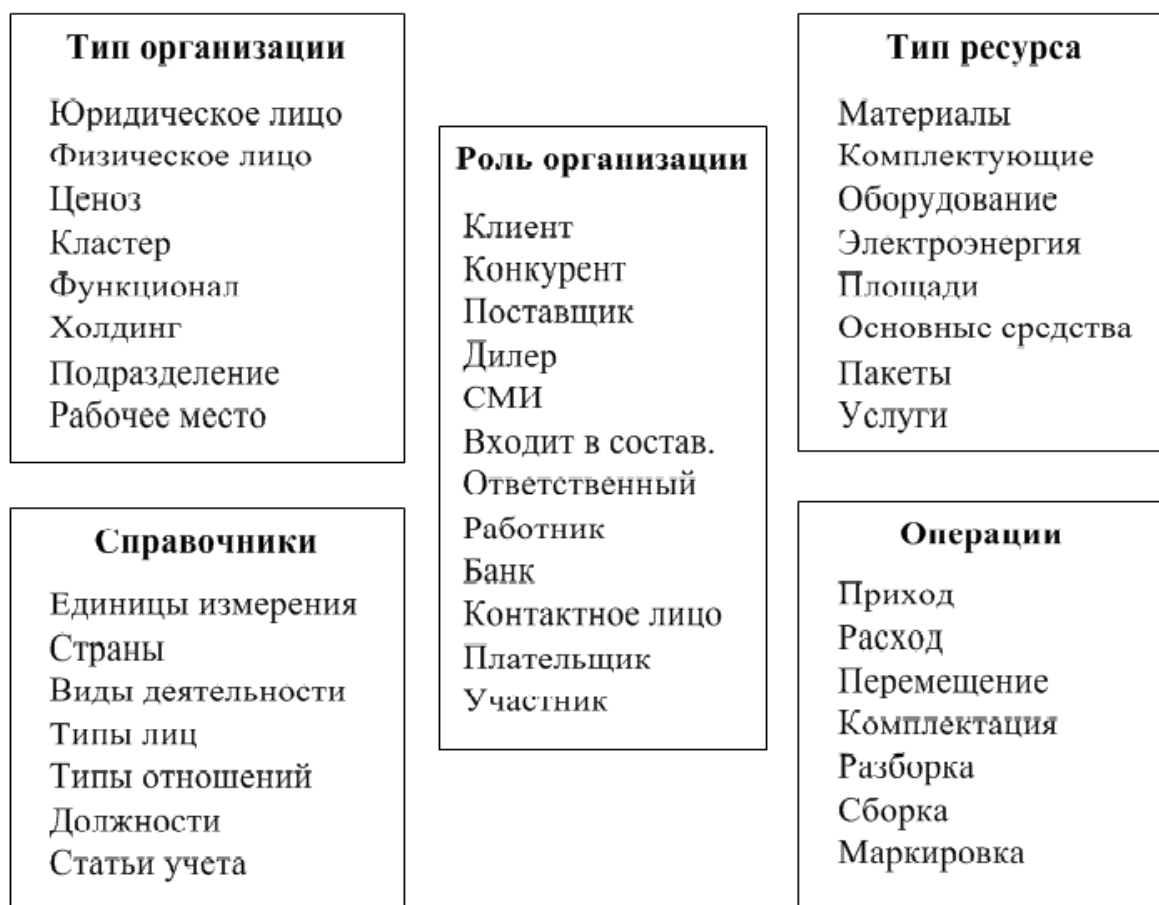 Тип организации
Юридическое лицо
Физическое лицо
Ценоз
Кластер
Функционал
Холдинг
Подразделение
Рабочее место
Справочники
Единицы измерения
Страны
Виды деятельности
Типы лиц
Типы отношений
Должности
Статьи учета
Роль организации
Клиент
Конкурент
Поставщик
Дилер
СМИ
Входит в состав.
Ответственный
Работник
Банк
Контактное лицо
Плательщик
Участник
Тип ресурса
Материалы
Комплектующие
Оборудование
Электроэнергия
Площади
Основные средства
Пакеты
Услуги
Операции
Приход
Расход
Перемещение
Комплектация
Разборка
Сборка
Маркировка